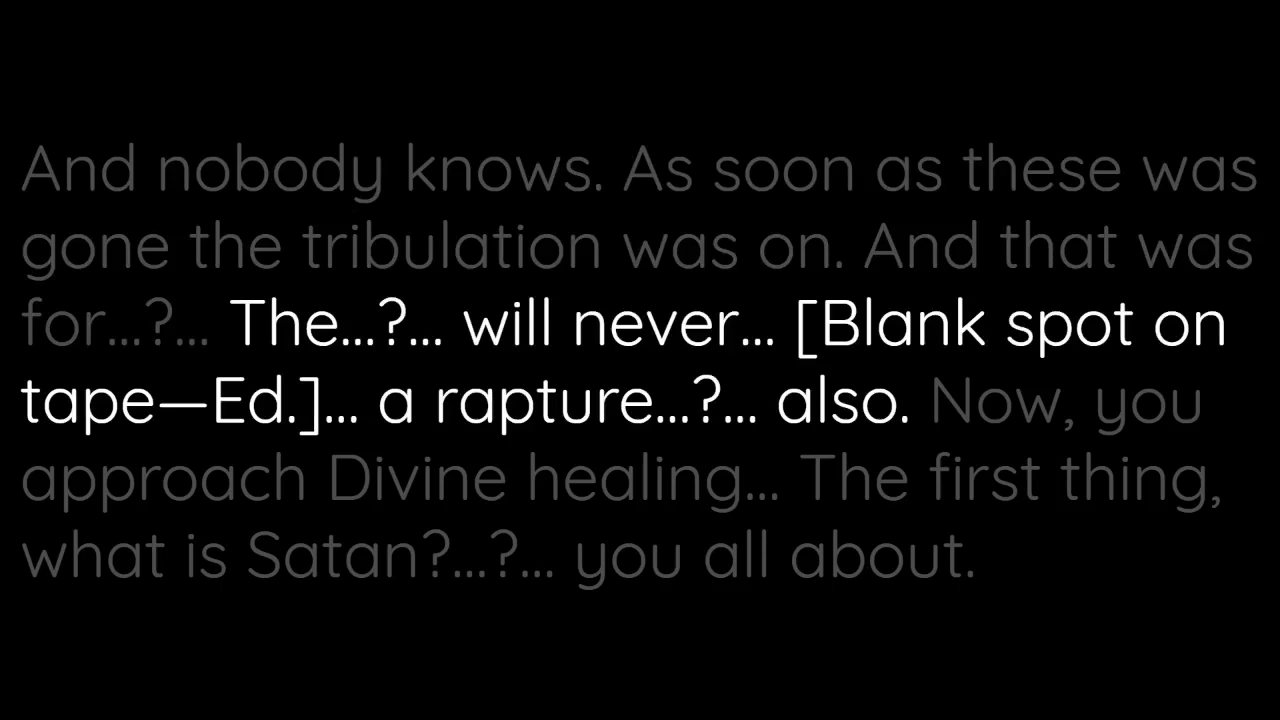 And nobody knows. As soon as these was
gone the tribulation was on. And that was
for...?... The...?... will never... [Blank spot on
tape—Ed.]... a rapture...?... also. Now, you
approach Divine healing... The first thing,
what is Satan?...?... you all about.